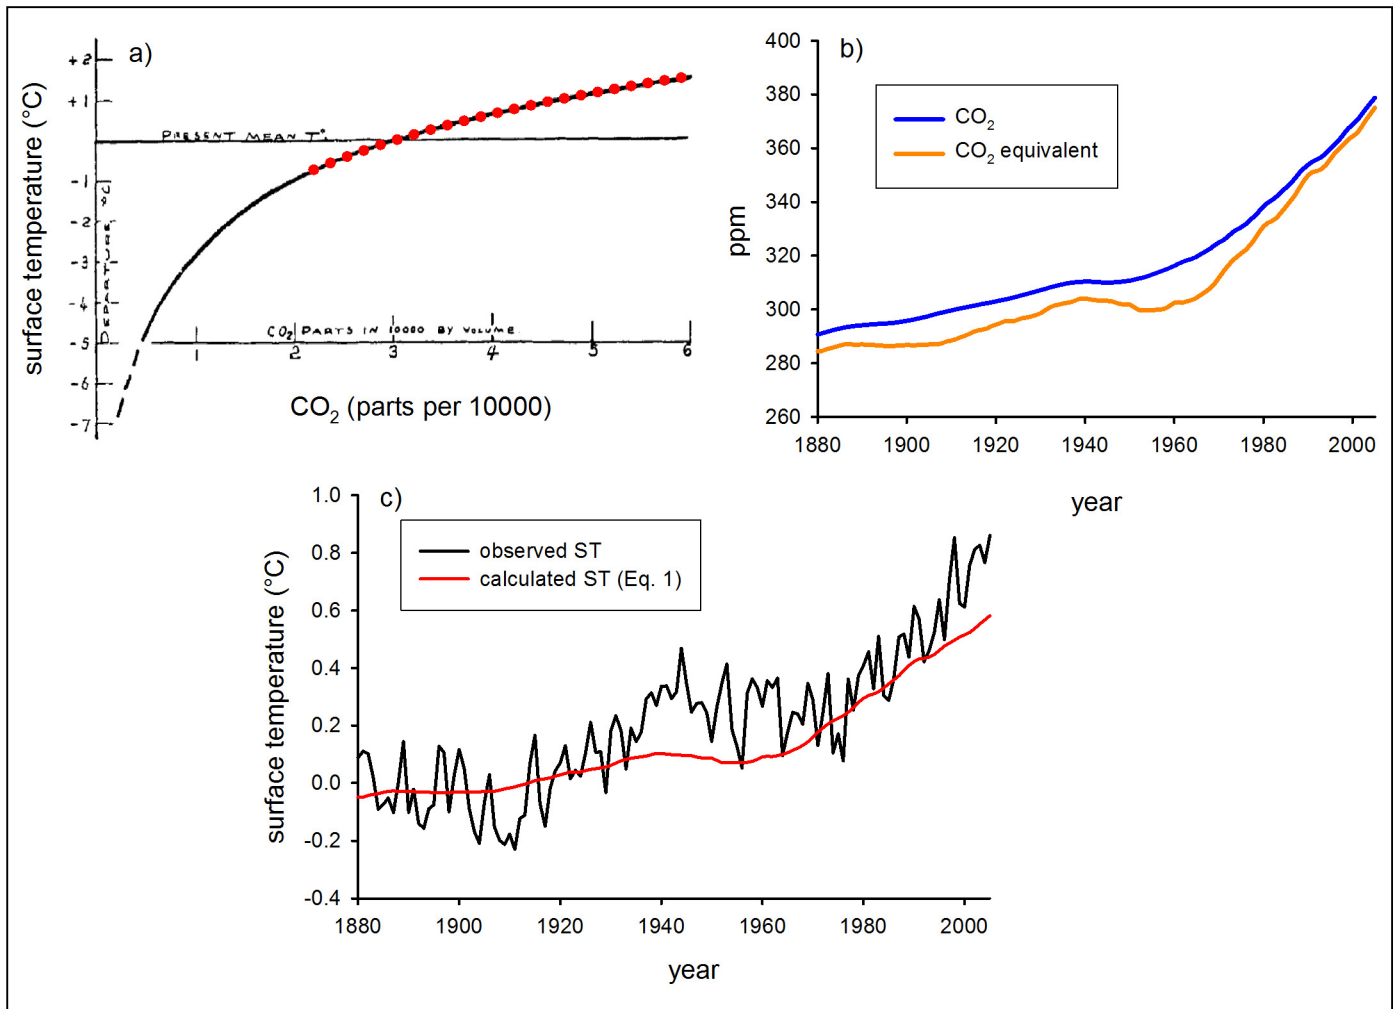 a)
+2
+1
PRESENT MEAN T°.
-1
-2
-3
-4
-5
-6
-7
DEPARTURE, °C
surface temperature (°C)
CO2 PARTS IN 10000 BY VOLUME.
1 2 3 4 5 6
CO2 (parts per 10000)
b)
400
380
360
340
320
300
280
260
ppm
CO2
CO2 equivalent
1880 1900 1920 1940 1960 1980 2000
year
c)
1.0
0.8
0.6
0.4
0.2
0.0
-0.2
-0.4
surface temperature (°C)
observed ST
calculated ST (Eq. 1)
1880 1900 1920 1940 1960 1980 2000
year